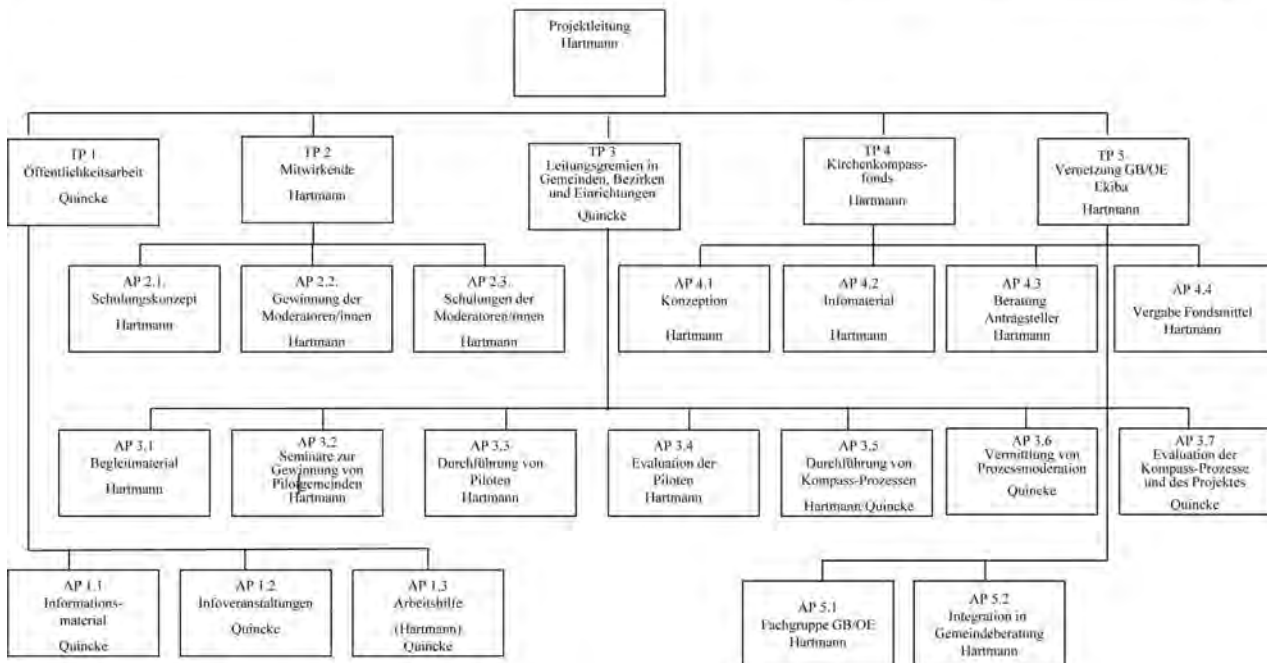 Projektleitung
Hartmann
TP 1
Öffentlichkeitsarbeit
Quincke
TP 2
Mitwirkende
Hartmann
TP 3
Leitungsgremien in
Gemeinden, Bezirken
und Einrichtungen
Quincke
TP 4
Kirchenkompass-
fonds
Hartmann
TP 5
Vernetzung GB/OE
Ekiba
Hartmann
AP 2.1.
Schulungskonzept
Hartmann
AP 2.2.
Gewinnung der
Moderatoren/innen
Hartmann
AP 2.3.
Schulungen der
Moderatoren/innen
Hartmann
AP 4.1
Konzeption
Hartmann
AP 4.2
Infomaterial
Hartmann
AP 4.3
Beratung
Antragsteller
Hartmann
AP 4.4
Vergabe Fondsmittel
Hartmann
AP 3.1
Begleitmaterial
Hartmann
AP 3.2
Seminare zur
Gewinnung von
Pilotgemeinden
Hartmann
AP 3.3
Durchführung von
Piloten
Hartmann
AP 3.4
Evaluation der
Piloten
Hartmann
AP 3.5
Durchführung von
Kompass-Prozessen
Hartmann/Quincke
AP 3.6
Vermittlung von
Prozessmoderation
Quincke
AP 3.7
Evaluation der
Kompass-Prozesse
und des Projektes
Quincke
AP 1.1
Informations-
material
Quincke
AP 1.2
Infoveranstaltungen
Quincke
AP 1.3
Arbeitshilfe
(Hartmann)
Quincke
AP 5.1
Fachgruppe GB/OE
Hartmann
AP 5.2
Integration in
Gemeindeberatung
Hartmann